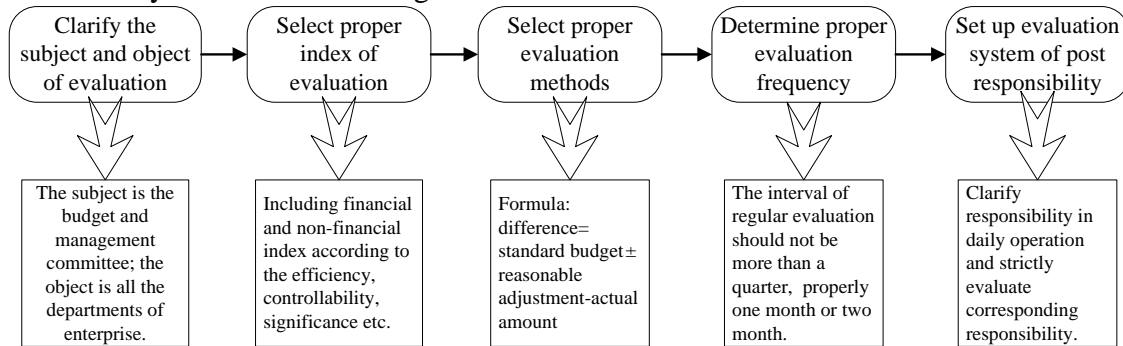 Clarify the
subject and object
of evaluation
Select proper
index of
evaluation
Select proper
evaluation
methods
Determine proper
evaluation
frequency
Set up evaluation
system of post
responsibility
The subject is the
budget and
management
committee; the
object is all the
departments of
enterprise.
Including financial
and non-financial
index according to
the efficiency,
controllability,
significance etc.
Formula:
difference=
standard budget±
reasonable
adjustment-actual
amount
The interval of
regular evaluation
should not be
more than a
quarter, properly
one month or two
month.
Clarify
responsibility in
daily operation
and strictly
evaluate
corresponding
responsibility.